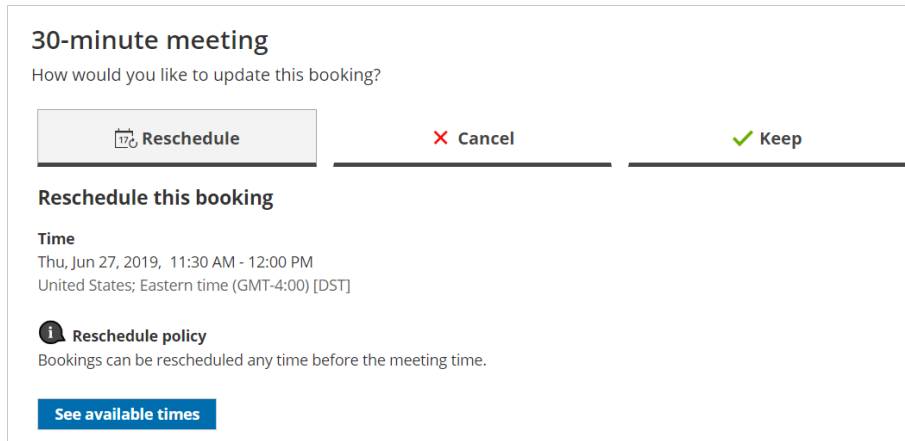 30-minute meeting
How would you like to update this booking?
17 Reschedule
Cancel
Keep
Reschedule this booking
Time
Thu, Jun 27, 2019, 11:30 AM - 12:00 PM
United States; Eastern time (GMT-4:00) [DST]
i Reschedule policy
Bookings can be rescheduled any time before the meeting time.
See available times